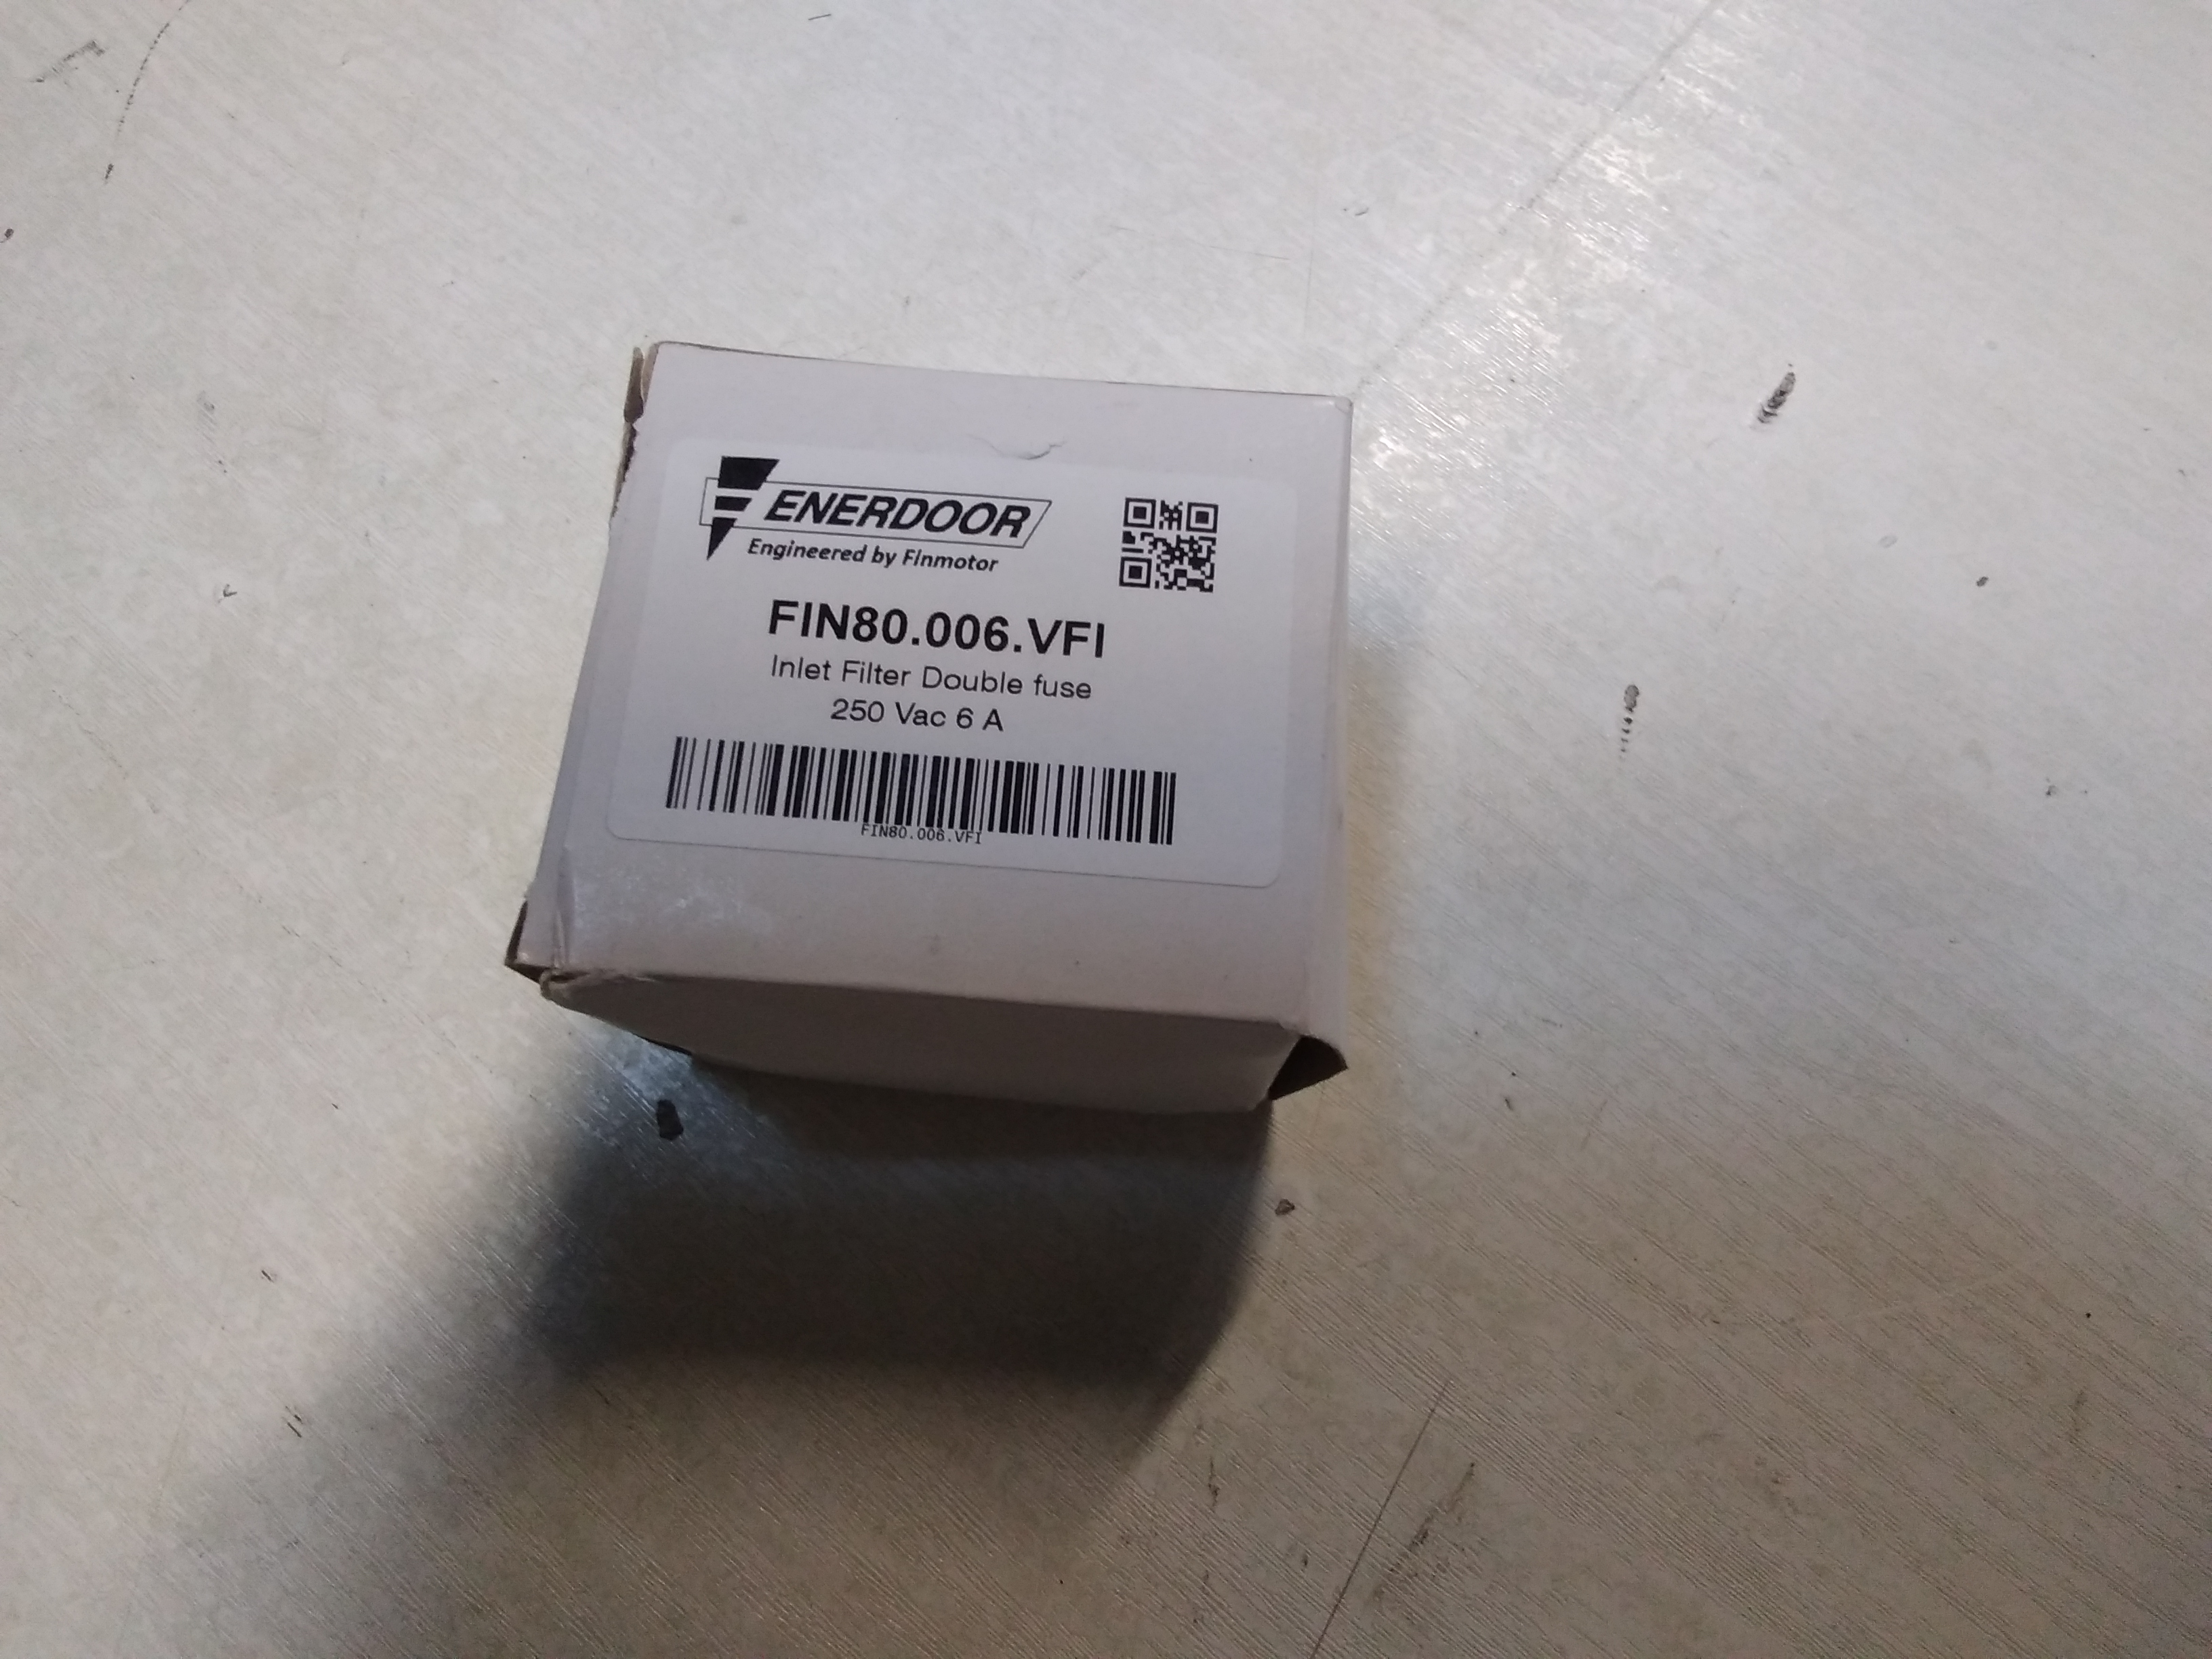 ENERDOOR
Engineered by Finmotor
FIN80.006.VFI
Inlet Filter Double fuse
250 Vac 6 A
FIN80.006.VFI